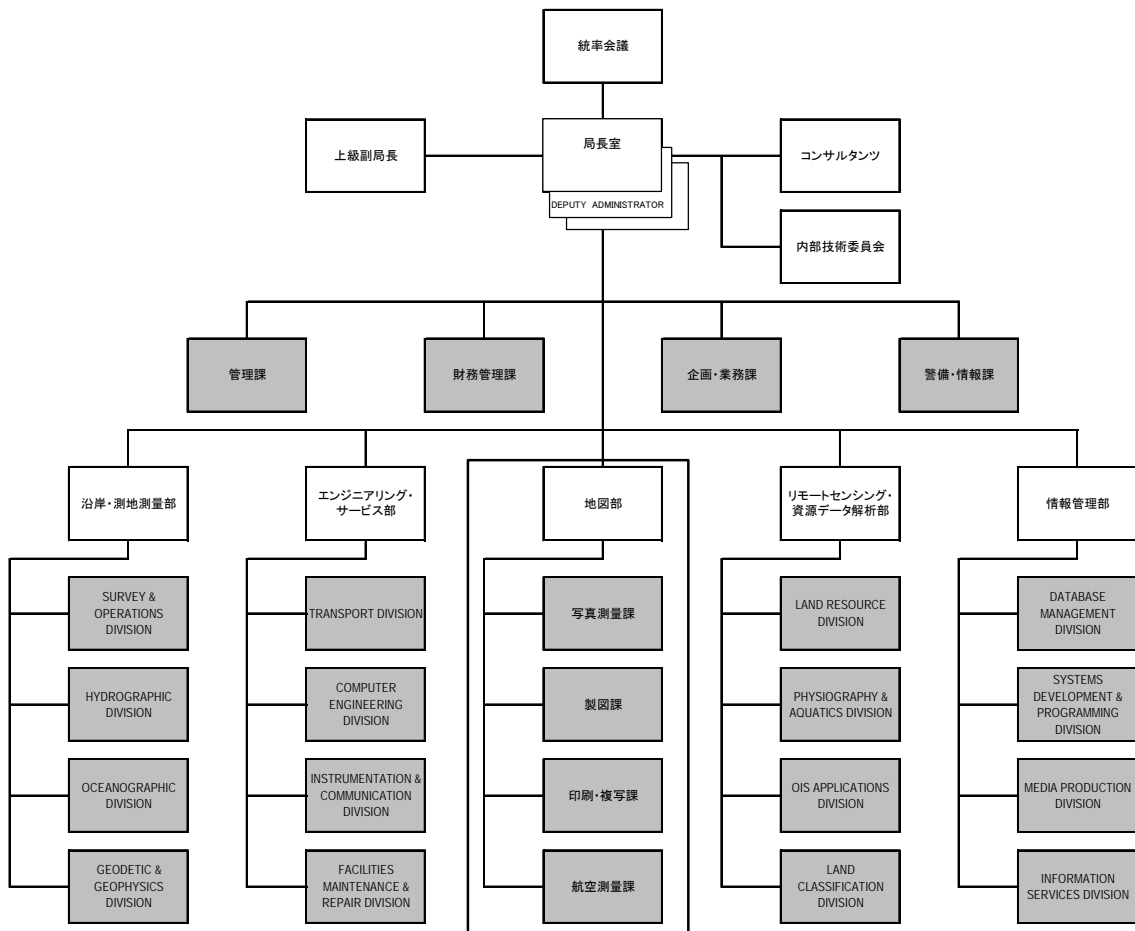 統率会議
上級副局長
局長室
コンサルタンツ
DEPUTY ADMINISTRATOR
内部技術委員会
管理課
財務管理課
企画・業務課
警備・情報課
沿岸・測地測量部
エンジニアリング・
サービス部
地図部
リモートセンシング・
資源データ解析部
情報管理部
SURVEY &
OPERATIONS
DIVISION
TRANSPORT DIVISION
写真測量課
LAND RESOURCE
DIVISION
DATABASE
MANAGEMENT
DIVISION
HYDROGRAPHIC
DIVISION
COMPUTER
ENGINEERING
DIVISION
製図課
PHYSIOGRAPHY &
AQUATICS DIVISION
SYSTEMS
DEVELOPMENT &
PROGRAMMING
DIVISION
OCEANOGRAPHIC
DIVISION
INSTRUMENTATION &
COMMUNICATION
DIVISION
印刷・複写課
OIS APPLICATIONS
DIVISION
MEDIA PRODUCTION
DIVISION
GEODETIC &
GEOPHYSICS
DIVISION
FACILITIES
MAINTENANCE &
REPAIR DIVISION
航空測量課
LAND
CLASSIFICATION
DIVISION
INFORMATION
SERVICES DIVISION